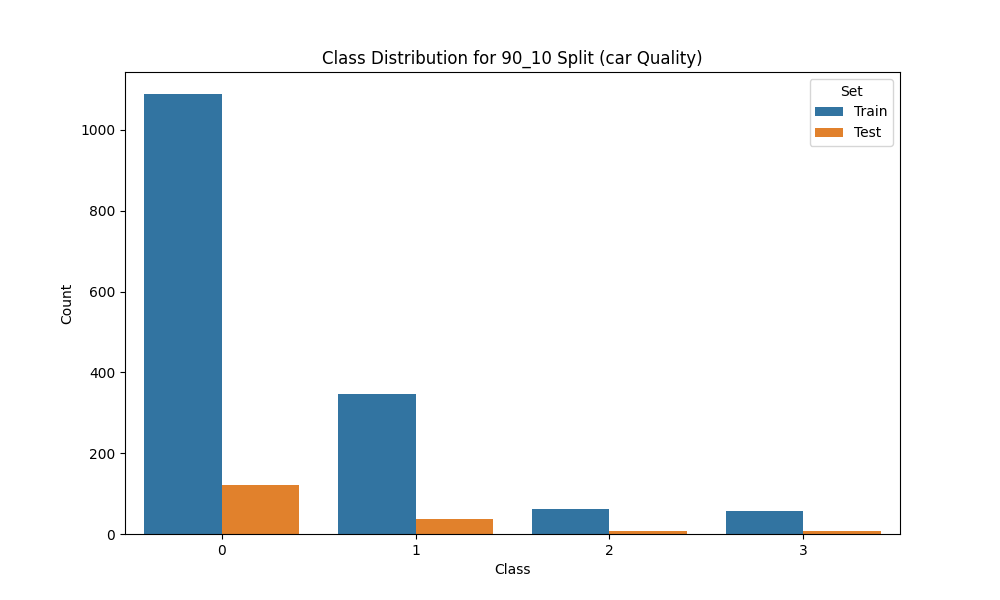 Class Distribution for 90_10 Split (car Quality)
Set
Train
Test
1000
800
600
400
200
0
Count
0 1 2 3
Class